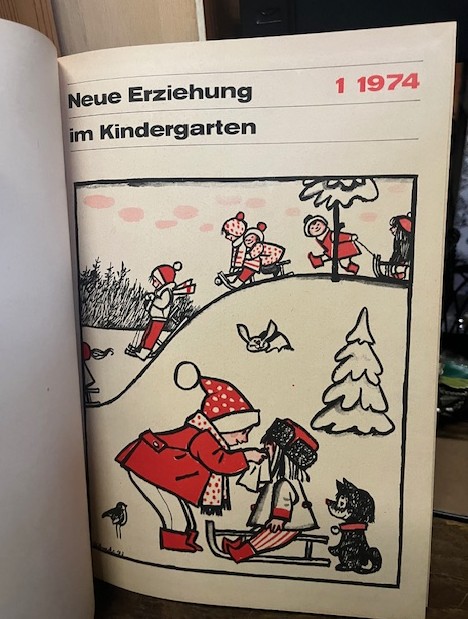 Neue Erziehung 1 1974
im Kindergarten